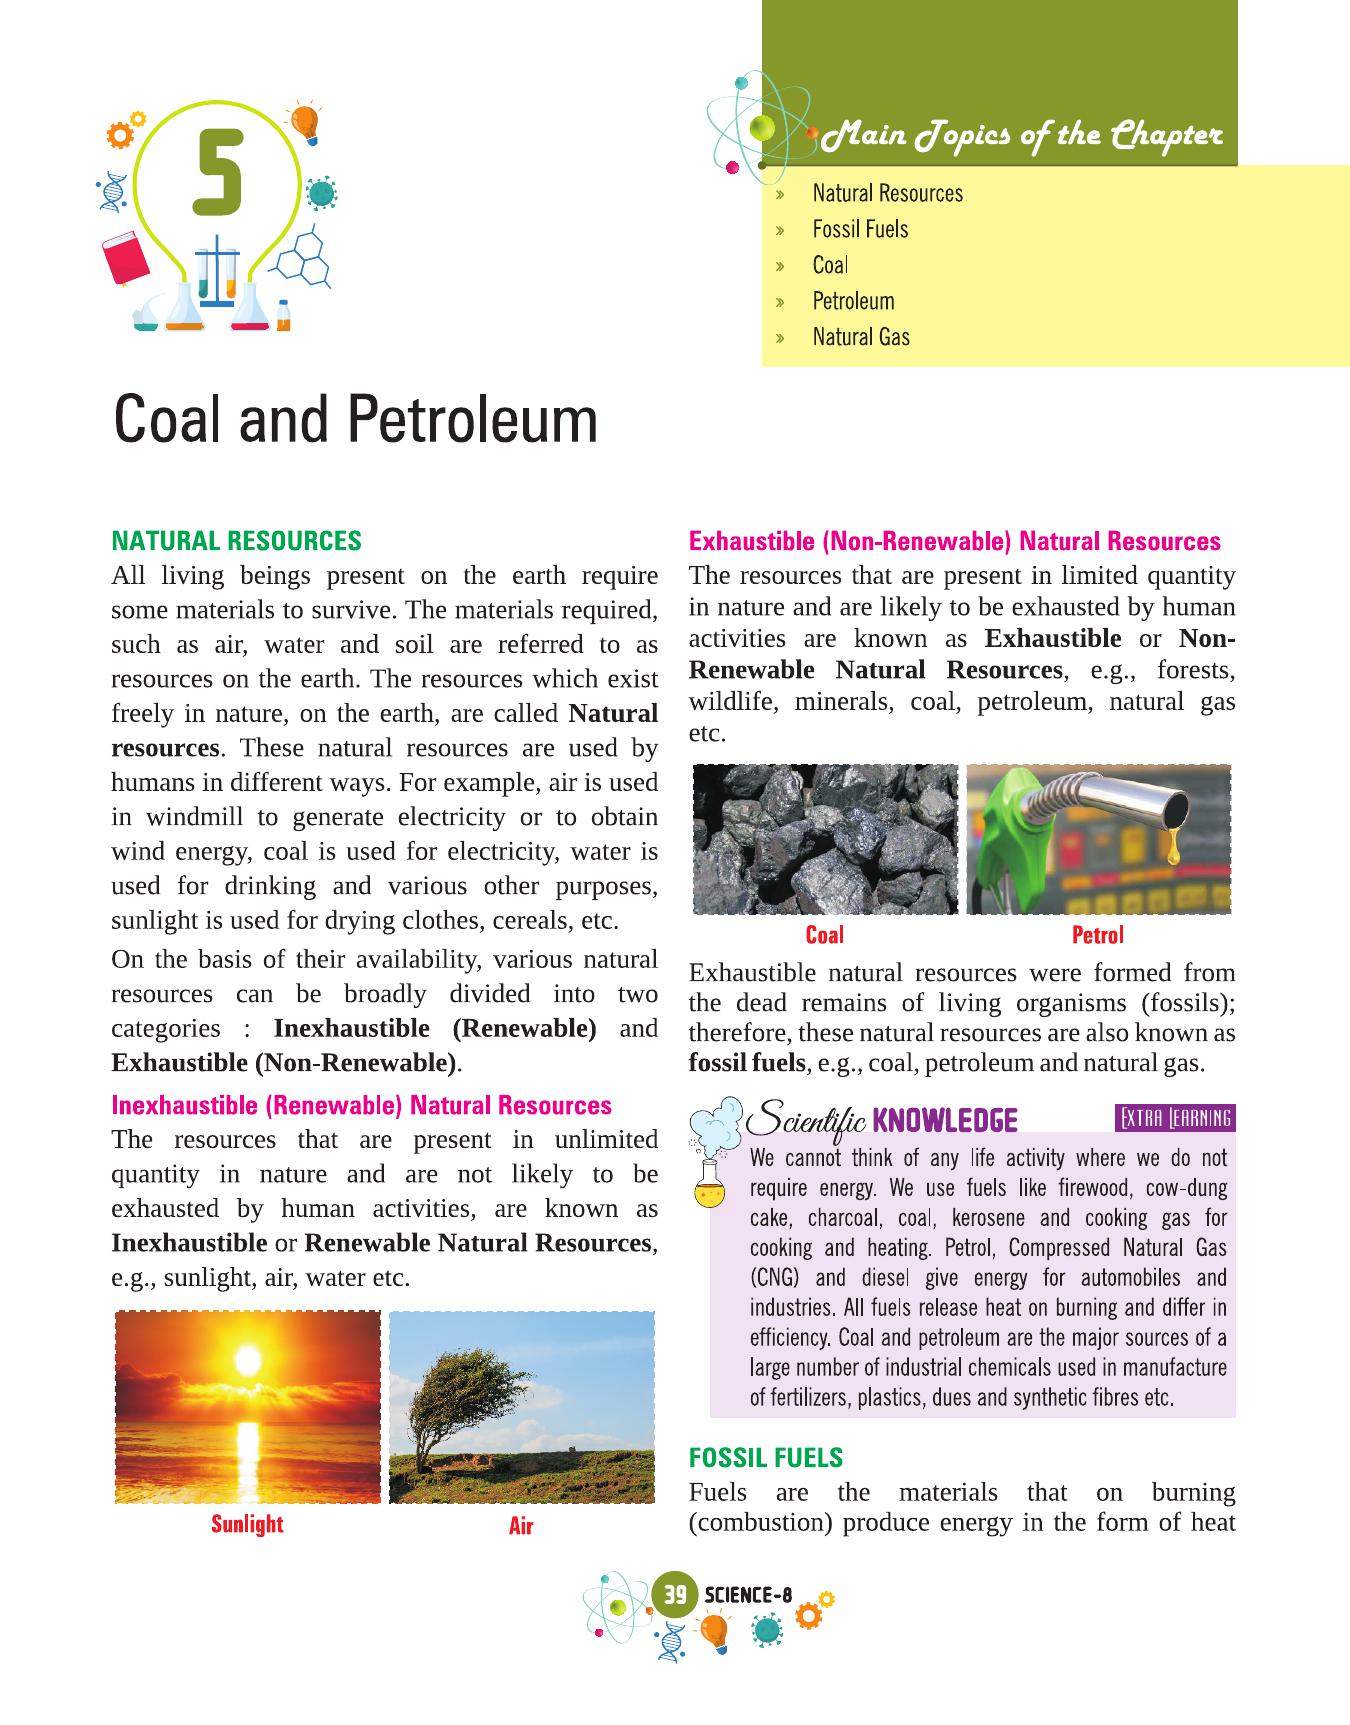 5
Main Topics of the Chapter
» Natural Resources
» Fossil Fuels
» Coal
» Petroleum
» Natural Gas
Coal and Petroleum
NATURAL RESOURCES
All living beings present on the earth require
some materials to survive. The materials required,
such as air, water and soil are referred to as
resources on the earth. The resources which exist
freely in nature, on the earth, are called Natural
resources. These natural resources are used by
humans in different ways. For example, air is used
in windmill to generate electricity or to obtain
wind energy, coal is used for electricity, water is
used for drinking and various other purposes,
sunlight is used for drying clothes, cereals, etc.
On the basis of their availability, various natural
resources can be broadly divided into two
categories : Inexhaustible (Renewable) and
Exhaustible (Non-Renewable).
Inexhaustible (Renewable) Natural Resources
The resources that are present in unlimited
quantity in nature and are not likely to be
exhausted by human activities, are known as
Inexhaustible or Renewable Natural Resources,
e.g., sunlight, air, water etc.
Sunlight
Air
Exhaustible (Non-Renewable) Natural Resources
The resources that are present in limited quantity
in nature and are likely to be exhausted by human
activities are known as Exhaustible or Non-
Renewable Natural Resources, e.g., forests,
wildlife, minerals, coal, petroleum, natural gas
etc.
Coal
Petrol
Exhaustible natural resources were formed from
the dead remains of living organisms (fossils);
therefore, these natural resources are also known as
fossil fuels, e.g., coal, petroleum and natural gas.
Scientific KNOWLEDGE
EXTRA LEARNING
We cannot think of any life activity where we do not
require energy. We use fuels like firewood, cow-dung
cake, charcoal, coal, kerosene and cooking gas for
cooking and heating. Petrol, Compressed Natural Gas
(CNG) and diesel give energy for automobiles and
industries. All fuels release heat on burning and differ in
efficiency. Coal and petroleum are the major sources of a
large number of industrial chemicals used in manufacture
of fertilizers, plastics, dues and synthetic fibres etc.
FOSSIL FUELS
Fuels are the materials that on burning
(combustion) produce energy in the form of heat
39 SCIENCE-8